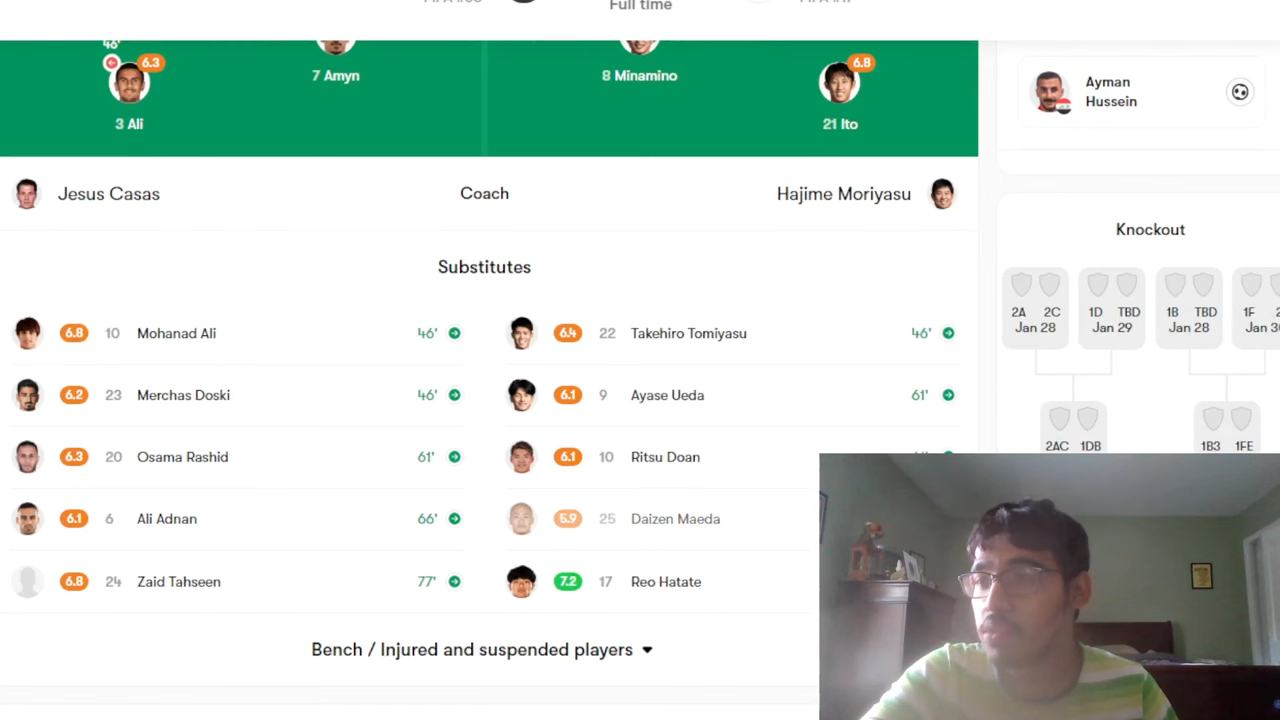 Full time
46'
6.3
3 Ali
7 Amyn
8 Minamino
6.8
21 Ito
Ayman
Hussein
Jesus Casas
Coach
Hajime Moriyasu
Substitutes
6.8 10 Mohanad Ali 46'
6.4 22 Takehiro Tomiyasu 46'
6.2 23 Merchas Doski 46'
6.1 9 Ayase Ueda 61'
6.3 20 Osama Rashid 61'
6.1 10 Ritsu Doan
6.1 6 Ali Adnan 66'
5.9 25 Daizen Maeda
6.8 24 Zaid Tahseen 77'
7.2 17 Reo Hatate
Bench / Injured and suspended players
Knockout
2A 2C
Jan 28
1D TBD
Jan 29
1B TBD
Jan 28
1F
2AC 1DB
1B3 1FE